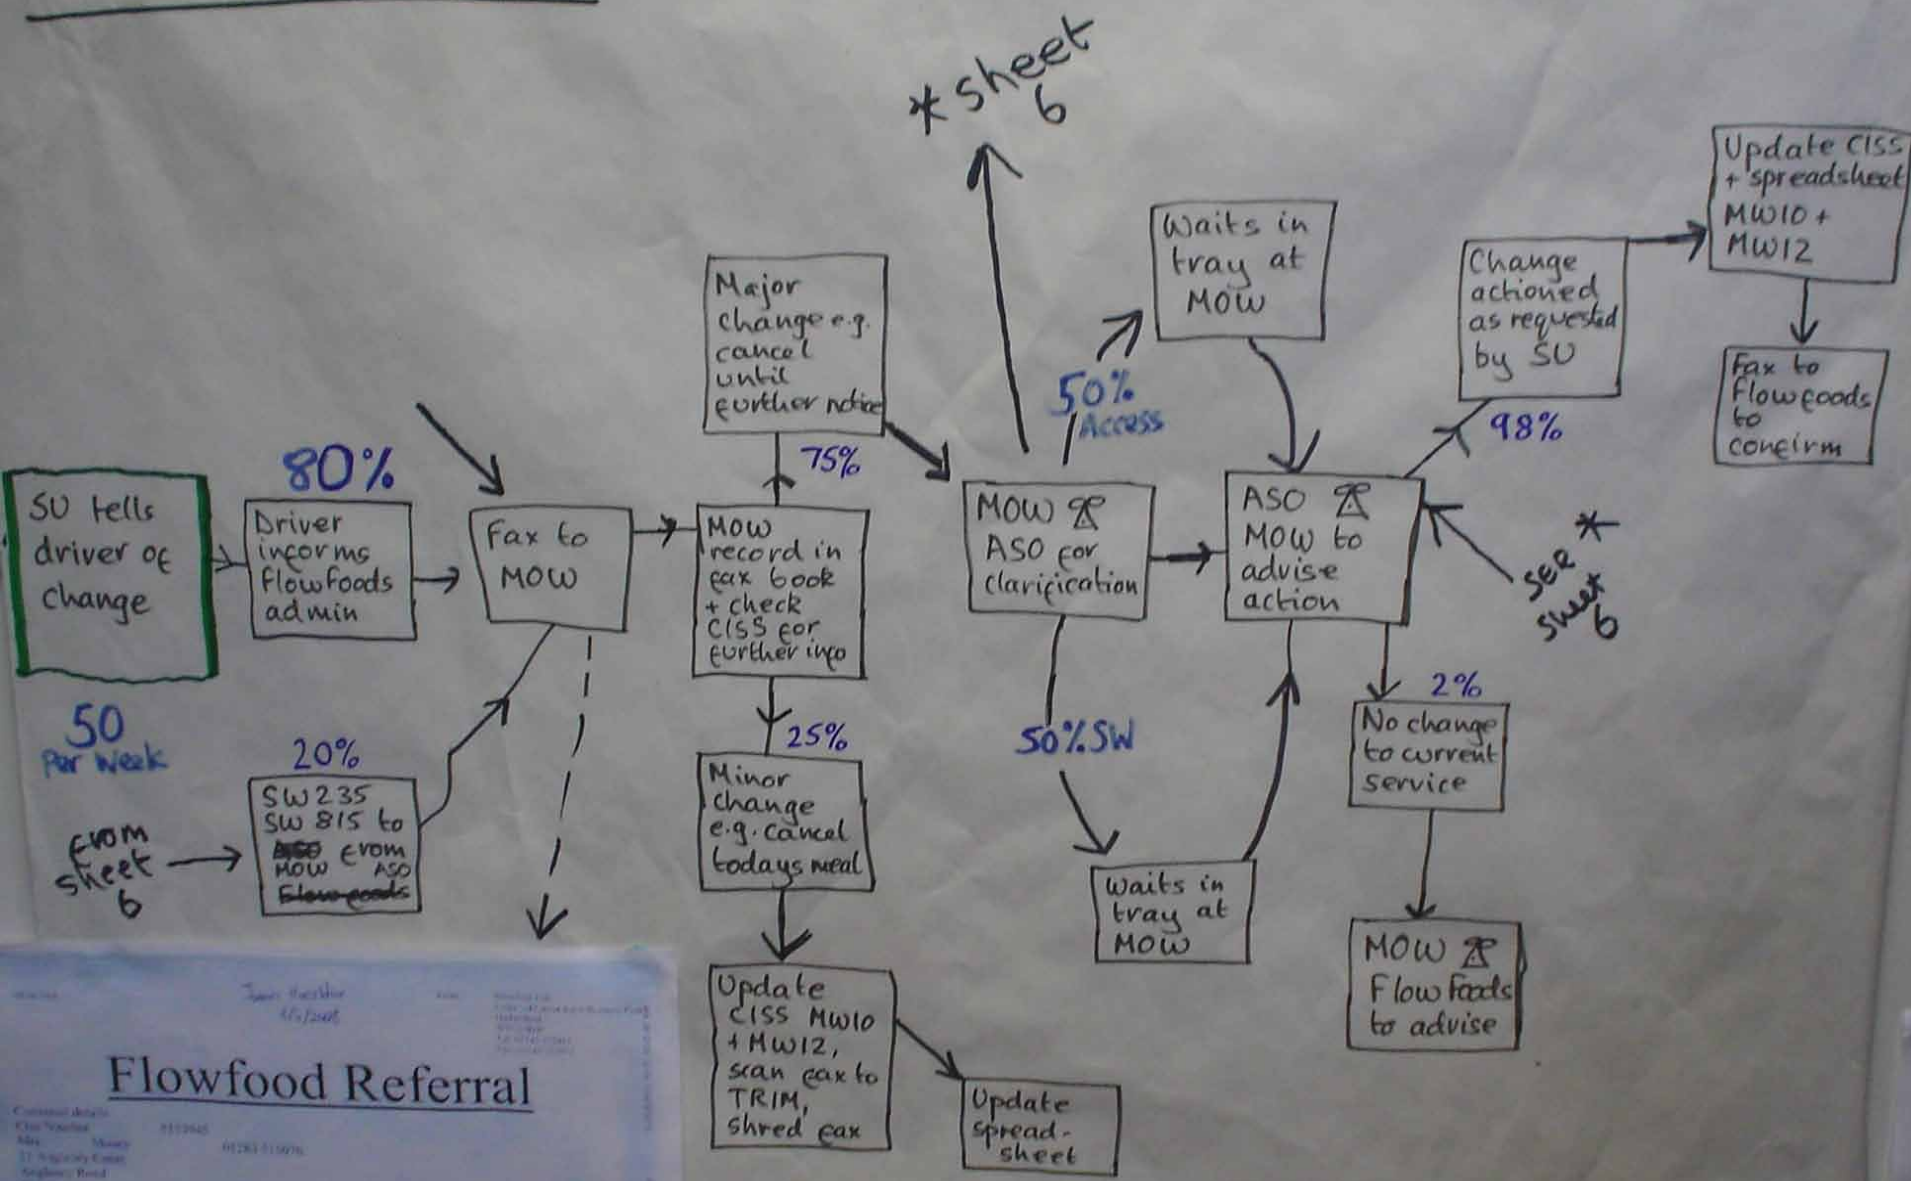 * sheet
6
SU tells
driver of
change
50
Per Week
80%
Driver
informs
flowfoods
admin
20%
SW 235
SW 815 to
from
MOW ASO
from
sheet
6
Fax to
MOW
Major
change e.g.
cancel
until
further notice
75%
MOW
record in
fax book
+ check
CISS for
further info
25%
Minor
change
e.g. cancel
todays meal
Update
CISS MW10
+ MW12,
scan fax to
TRIM,
shred fax
Update
spread-
sheet
MOW
ASO for
clarification
50%
Access
Waits in
tray at
MOW
50% SW
Waits in
tray at
MOW
ASO
MOW to
advise
action
98%
Change
actioned
as requested
by SU
Update CISS
+ spreadsheet
MW10 +
MW12
Fax to
Flowfoods
to
confirm
SEE *
sheet
6
2%
No change
to current
service
MOW
Flow Foods
to advise
Flowfood Referral